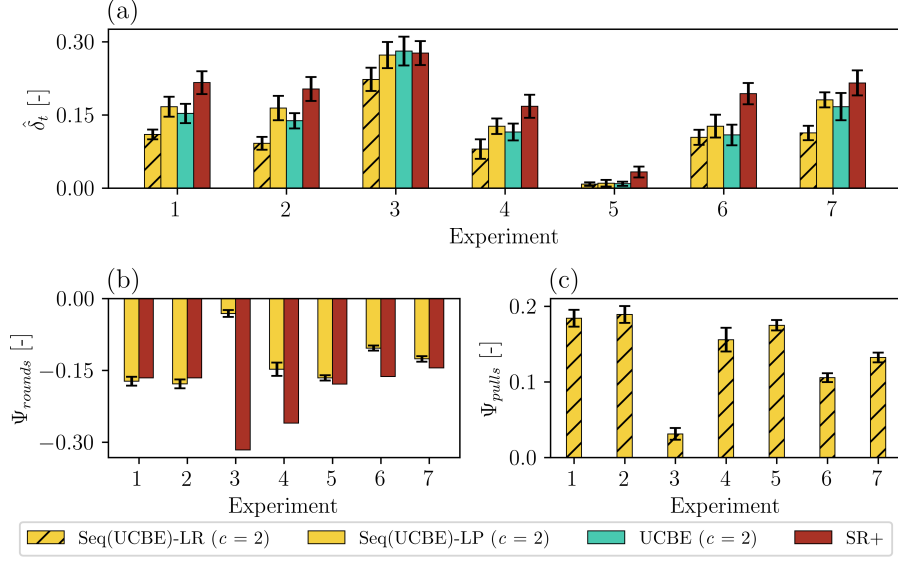 (a)
0.30
0.15
0.00
δ̂_t [-]
1 2 3 4 5 6 7
Experiment
(b)
0.00
−0.15
−0.30
Ψ_rounds [-]
1 2 3 4 5 6 7
Experiment
(c)
0.2
0.1
0.0
Ψ_pulls [-]
1 2 3 4 5 6 7
Experiment
Seq(UCBE)-LR (c = 2) Seq(UCBE)-LP (c = 2) UCBE (c = 2) SR+